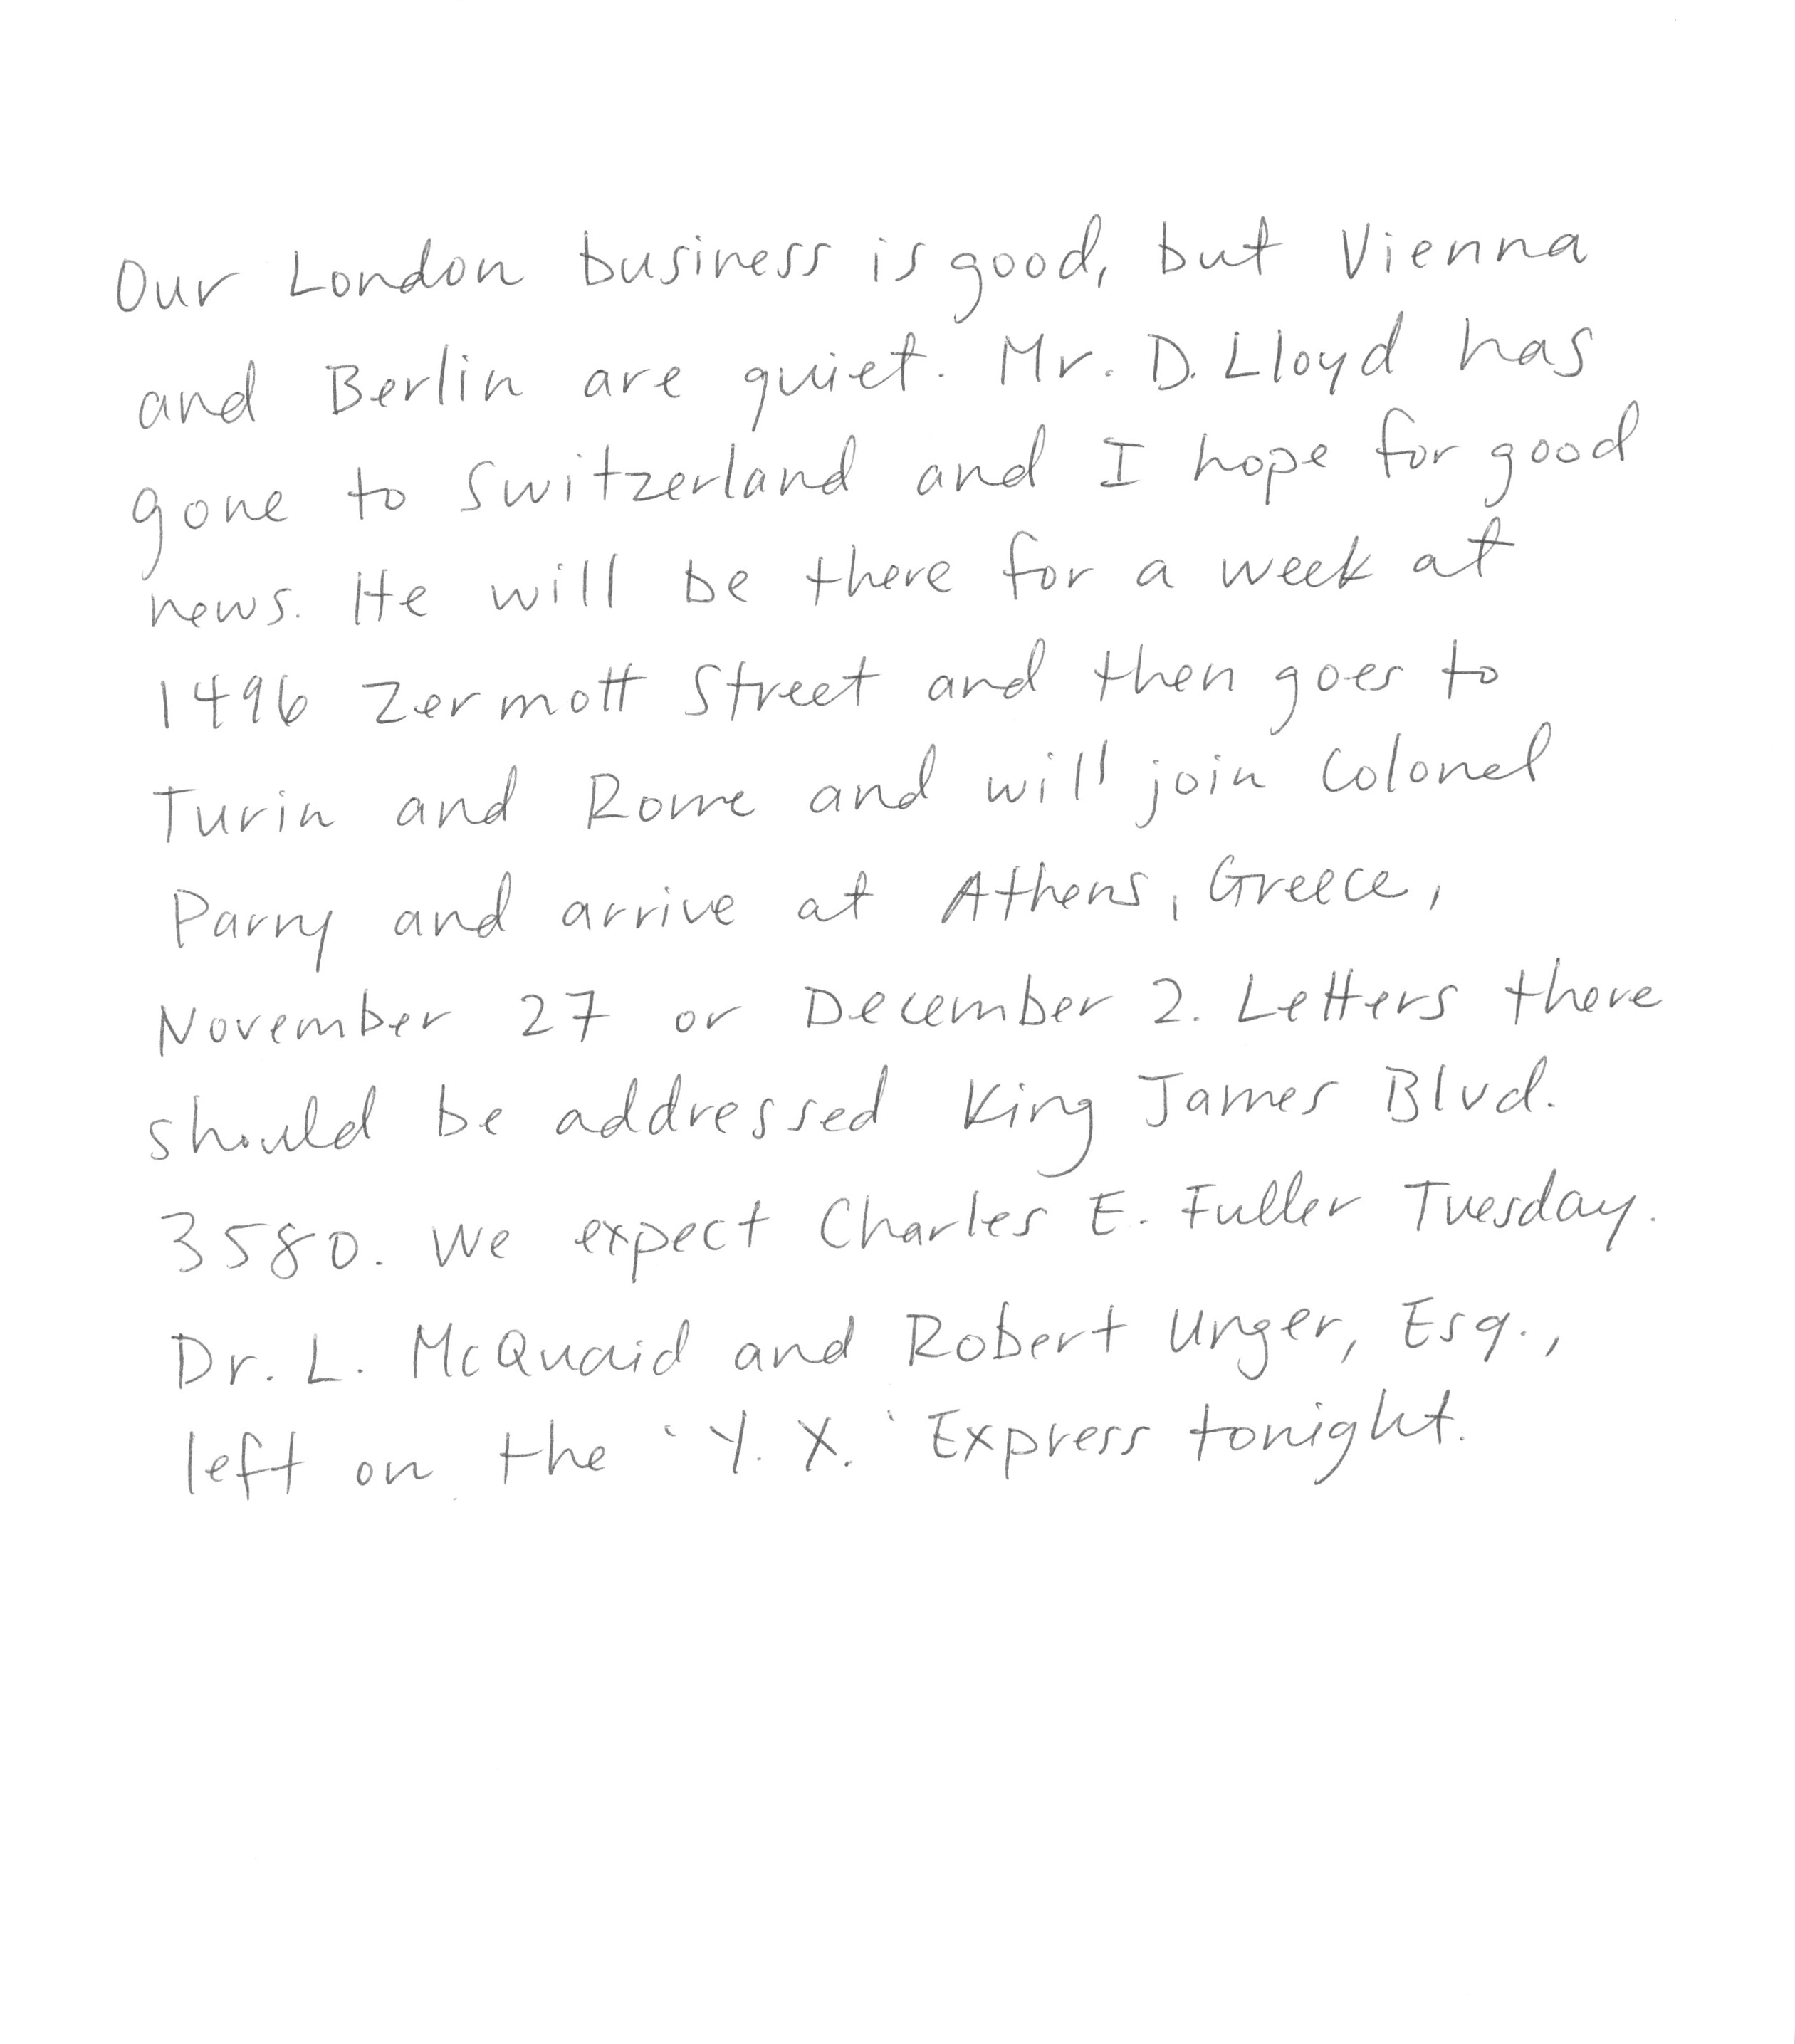 Our London business is good, but Vienna
and Berlin are quiet. Mr. D. Lloyd has
gone to Switzerland and I hope for good
news. He will be there for a week at
1496 Zermott Street and then goes to
Turin and Rome and will join Colonel
Parry and arrive at Athens, Greece,
November 27 or December 2. Letters there
should be addressed King James Blvd.
3580. We expect Charles E. Fuller Tuesday.
Dr. L. McQuaid and Robert Unger, Esq.,
left on the 'Y. X.' Express tonight.